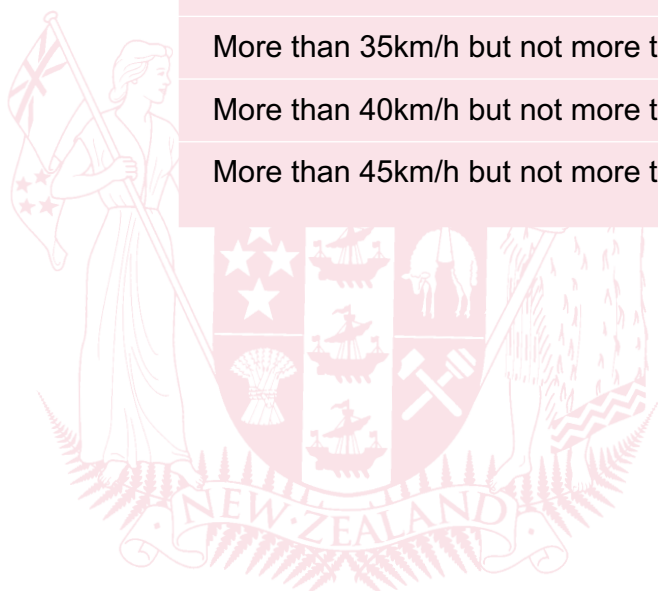 More than 35km/h but not more t
More than 40km/h but not more t
More than 45km/h but not more t
NEW·ZEALAND